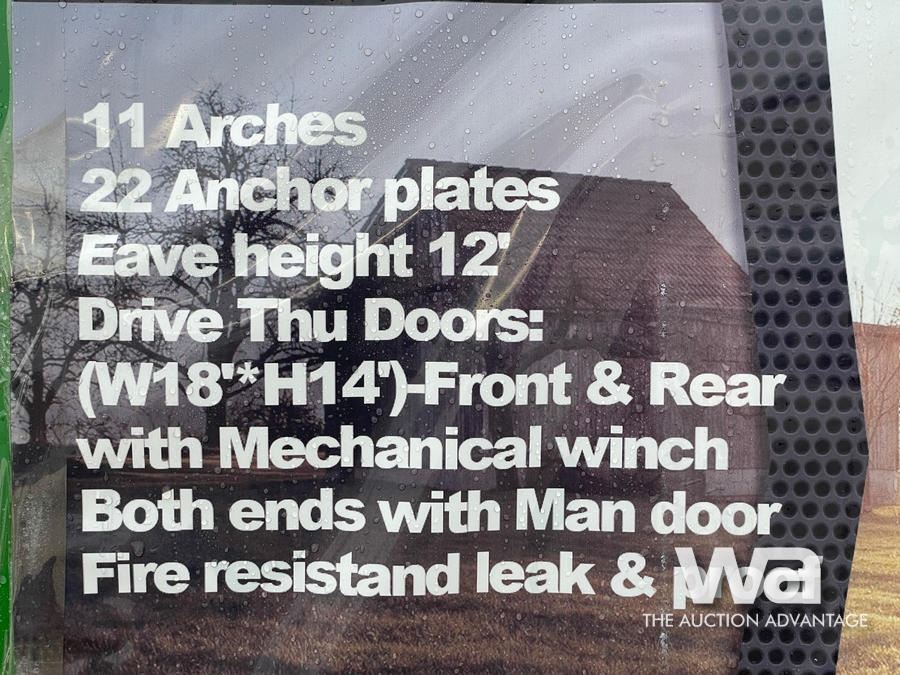 11 Arches
22 Anchor plates
Eave height 12'
Drive Thu Doors:
(W18'*H14')-Front & Rear
with Mechanical winch
Both ends with Man door
Fire resistand leak &
wa
THE AUCTION ADVANTAGE